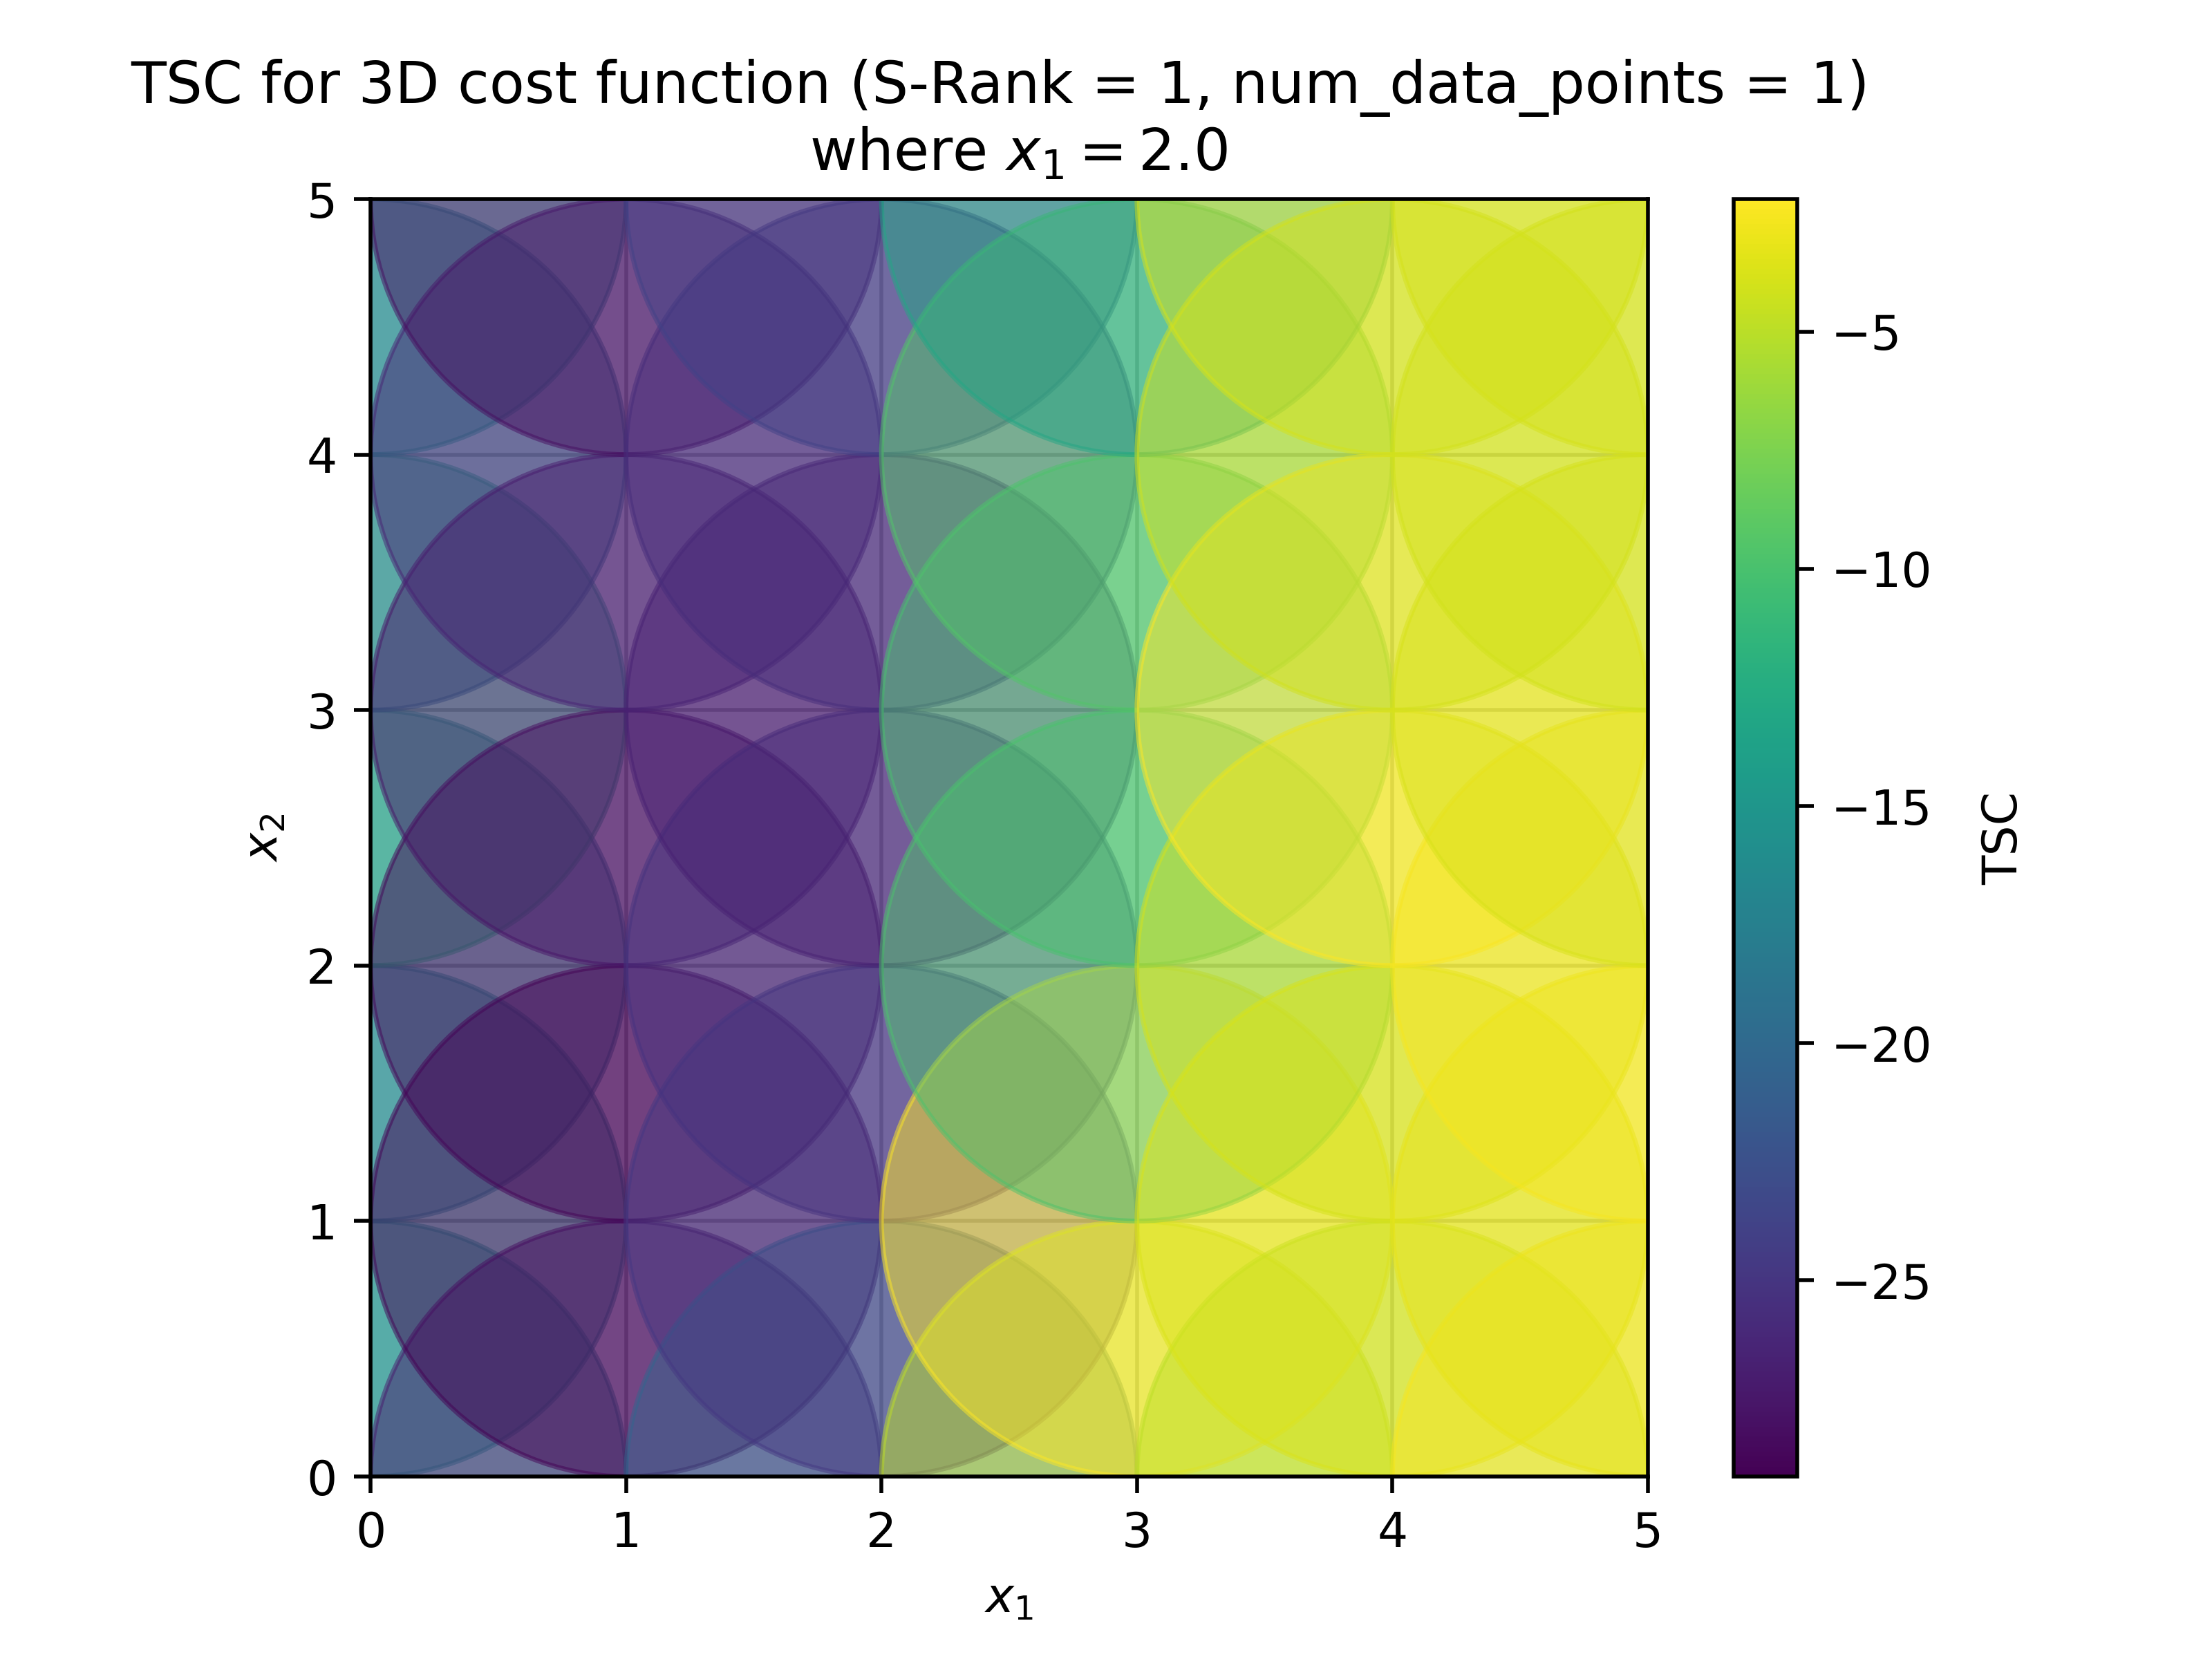 TSC for 3D cost function (S-Rank = 1, num_data_points = 1)
where x₁ = 2.0
5
4
3
2
1
0
x₂
0 1 2 3 4 5
x₁
−5
−10
−15
−20
−25
TSC